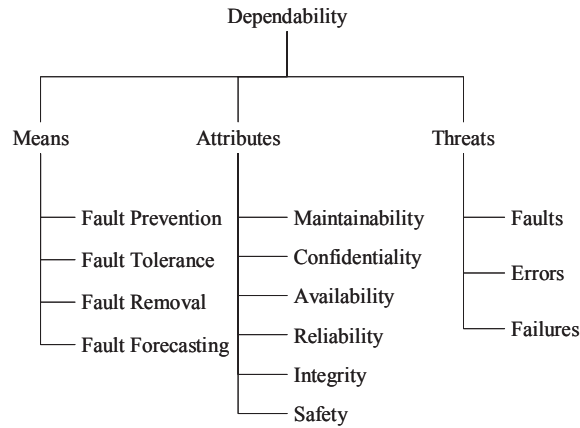 Dependability
Means
Attributes
Threats
Fault Prevention
Fault Tolerance
Fault Removal
Fault Forecasting
Maintainability
Confidentiality
Availability
Reliability
Integrity
Safety
Faults
Errors
Failures